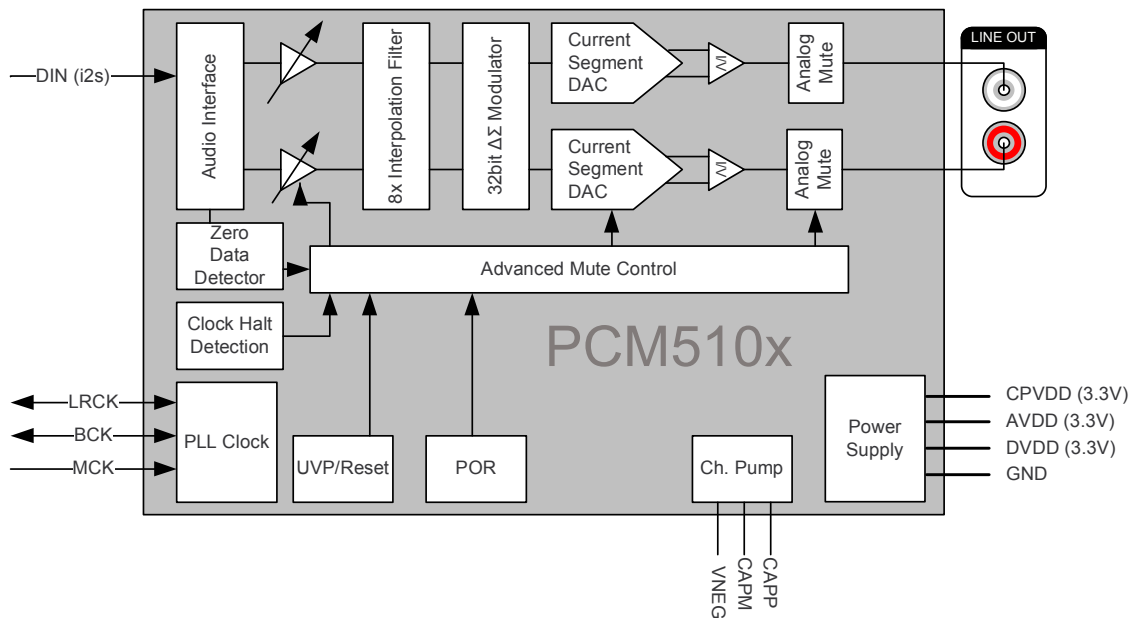 DIN (i2s)
Audio Interface
8x Interpolation Filter
32bit ΔΣ Modulator
Current
Segment
DAC
I/V
Analog
Mute
LINE OUT
Current
Segment
DAC
I/V
Analog
Mute
Zero
Data
Detector
Advanced Mute Control
Clock Halt
Detection
PCM510x
LRCK
BCK
MCK
PLL Clock
UVP/Reset
POR
Ch. Pump
Power
Supply
CPVDD (3.3V)
AVDD (3.3V)
DVDD (3.3V)
GND
VNEG
CAPM
CAPP